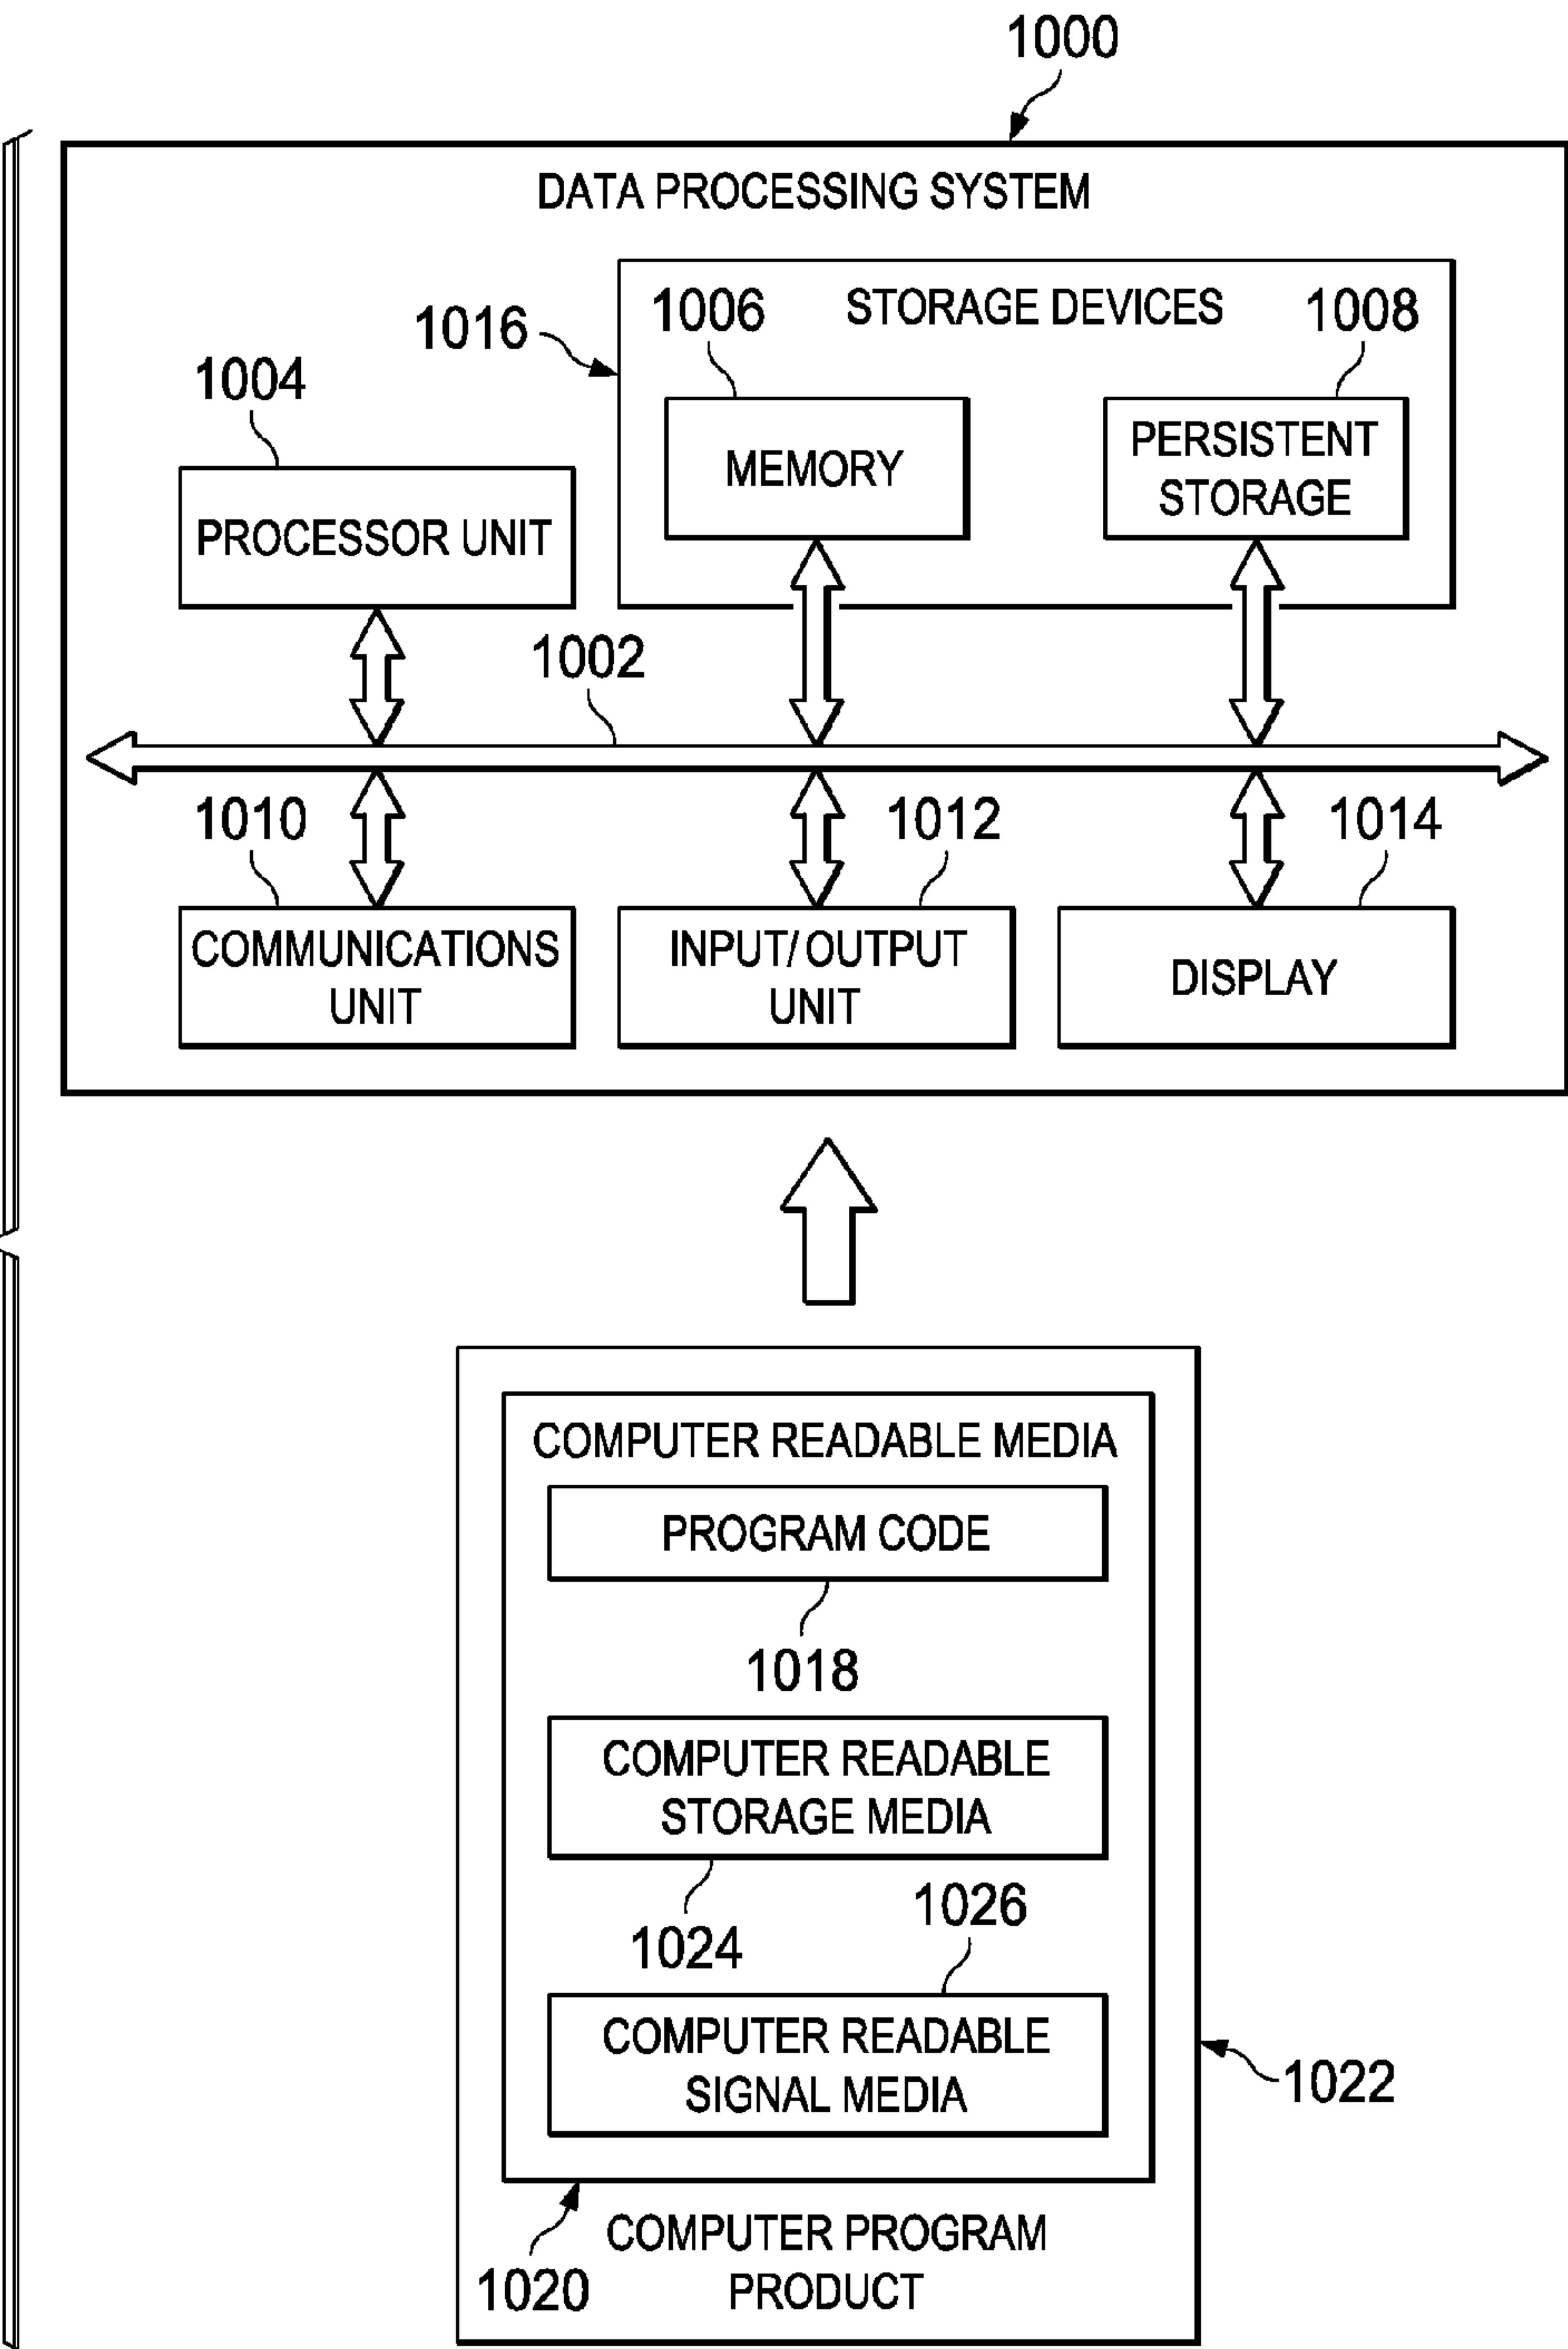 1000
DATA PROCESSING SYSTEM
1016
1006
STORAGE DEVICES
1008
1004
MEMORY
PERSISTENT
STORAGE
PROCESSOR UNIT
1002
1010
1012
1014
COMMUNICATIONS
UNIT
INPUT/OUTPUT
UNIT
DISPLAY
COMPUTER READABLE MEDIA
PROGRAM CODE
1018
COMPUTER READABLE
STORAGE MEDIA
1024
1026
COMPUTER READABLE
SIGNAL MEDIA
1022
1020
COMPUTER PROGRAM
PRODUCT